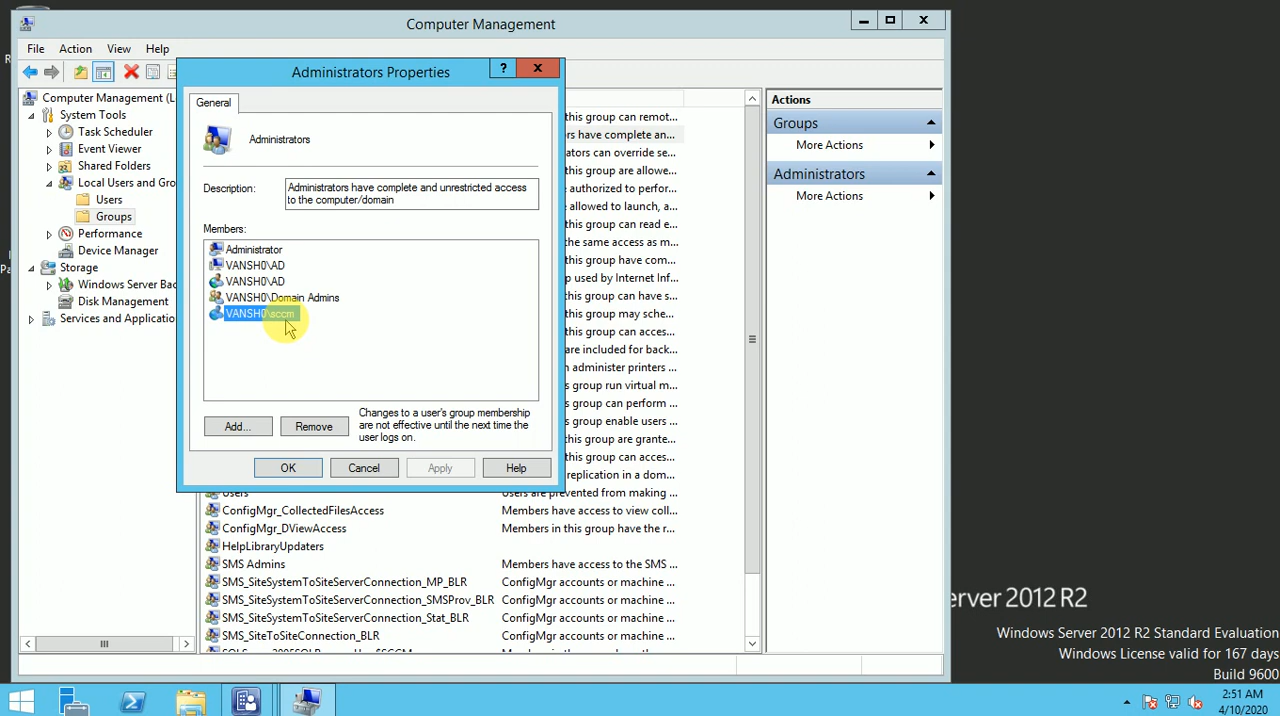 Computer Management
File Action View Help
Administrators Properties
?
General
Administrators
Description:
Administrators have complete and unrestricted access
to the computer/domain
Members:
Administrator
VANSH0\AD
VANSH0\AD
VANSH0\Domain Admins
VANSH0\sccm
Add...
Remove
Changes to a user's group membership
are not effective until the next time the
user logs on.
OK
Cancel
Apply
Help
Computer Management (L
System Tools
Task Scheduler
Event Viewer
Shared Folders
Local Users and Gro
Users
Groups
Performance
Device Manager
Storage
Windows Server Bac
Disk Management
Services and Applicatio
this group can remot...
rs have complete an...
rators can override se...
this group are allowe...
e authorized to perfor...
e allowed to launch, a...
this group can read e...
the same access as m...
this group have com...
p used by Internet Inf...
this group can have s...
this group may sche...
this group can acces...
are included for back...
n administer printers ...
this group run virtual m...
this group can perform ...
this group enable users ...
this group are grante...
this group can acces...
replication in a dom...
Users are prevented from making ...
ConfigMgr_CollectedFilesAccess Members have access to view coll...
ConfigMgr_DViewAccess Members in this group have the r...
HelpLibraryUpdaters
SMS Admins Members have access to the SMS ...
SMS_SiteSystemToSiteServerConnection_MP_BLR ConfigMgr accounts or machine ...
SMS_SiteSystemToSiteServerConnection_SMSProv_BLR ConfigMgr accounts or machine ...
SMS_SiteSystemToSiteServerConnection_Stat_BLR ConfigMgr accounts or machine ...
SMS_SiteToSiteConnection_BLR ConfigMgr accounts or machine ...
Actions
Groups
More Actions
Administrators
More Actions
erver 2012 R2
Windows Server 2012 R2 Standard Evaluation
Windows License valid for 167 days
Build 9600
2:51 AM
4/10/2020